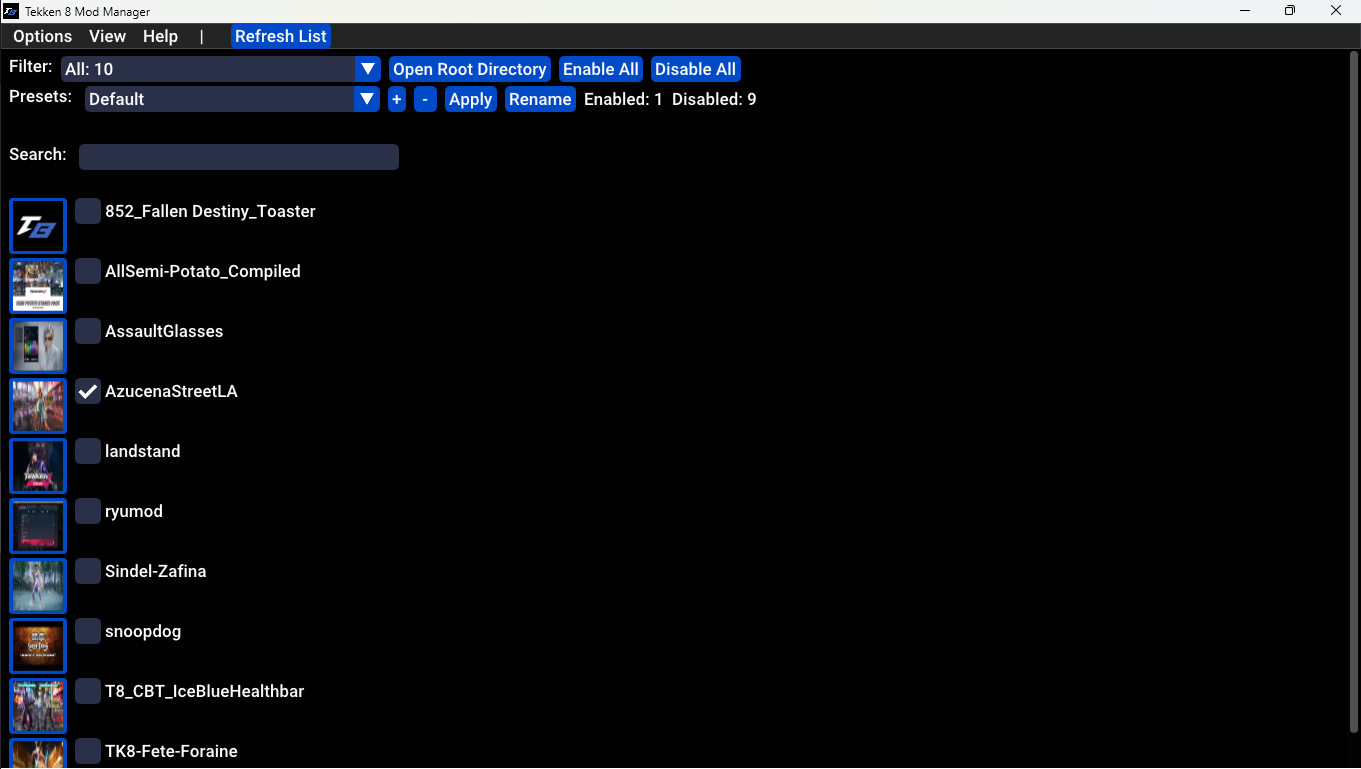 Tekken 8 Mod Manager
Options View Help | Refresh List
Filter: All: 10 Open Root Directory Enable All Disable All
Presets: Default + - Apply Rename Enabled: 1 Disabled: 9
Search:
852_Fallen Destiny_Toaster
AllSemi-Potato_Compiled
AssaultGlasses
AzucenaStreetLA
landstand
ryumod
Sindel-Zafina
snoopdog
T8_CBT_IceBlueHealthbar
TK8-Fete-Foraine